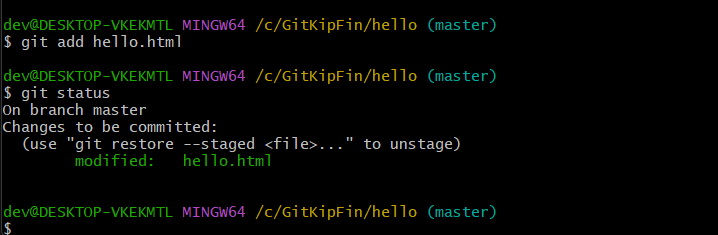 dev@DESKTOP-VKEKMTL MINGW64 /c/GitKipFin/hello (master)
$ git add hello.html
dev@DESKTOP-VKEKMTL MINGW64 /c/GitKipFin/hello (master)
$ git status
On branch master
Changes to be committed:
  (use "git restore --staged <file>..." to unstage)
        modified:   hello.html
dev@DESKTOP-VKEKMTL MINGW64 /c/GitKipFin/hello (master)
$